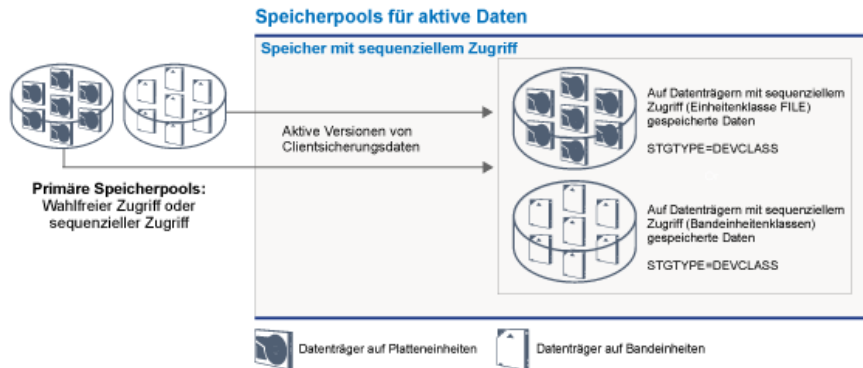 Speicherpools für aktive Daten
Speicher mit sequenziellem Zugriff
Auf Datenträgern mit sequenziellem
Zugriff (Einheitenklasse FILE)
gespeicherte Daten
STGTYPE=DEVCLASS
Aktive Versionen von
Clientsicherungsdaten
Primäre Speicherpools:
Wahlfreier Zugriff oder
sequenzieller Zugriff
Auf Datenträgern mit sequenziellem
Zugriff (Bandeinheitenklassen)
gespeicherte Daten
STGTYPE=DEVCLASS
Datenträger auf Platteneinheiten
Datenträger auf Bandeinheiten